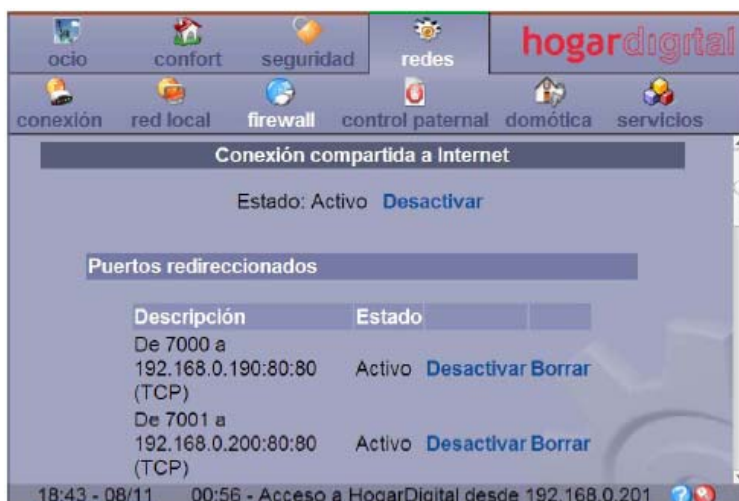 ocio confort seguridad redes hogardigital
conexión red local firewall control paternal domótica servicios
Conexión compartida a Internet
Estado: Activo Desactivar
Puertos redireccionados
Descripción Estado
De 7000 a
192.168.0.190:80:80 Activo Desactivar Borrar
(TCP)
De 7001 a
192.168.0.200:80:80 Activo Desactivar Borrar
(TCP)
18:43 - 08/11 00:56 - Acceso a HogarDigital desde 192.168.0.201